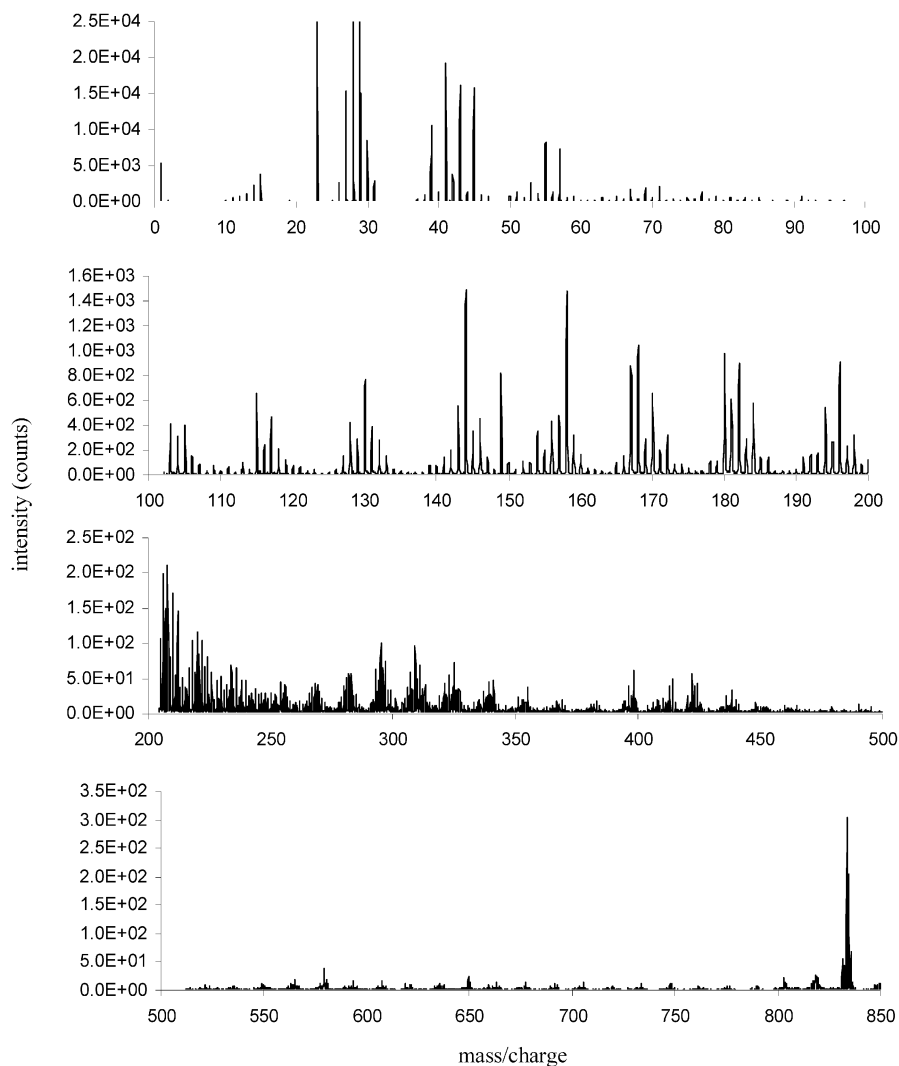 2.5E+04
2.0E+04
1.5E+04
1.0E+04
5.0E+03
0.0E+00
0 10 20 30 40 50 60 70 80 90 100
1.6E+03
1.4E+03
1.2E+03
1.0E+03
8.0E+02
6.0E+02
4.0E+02
2.0E+02
0.0E+00
100 110 120 130 140 150 160 170 180 190 200
intensity (counts)
2.5E+02
2.0E+02
1.5E+02
1.0E+02
5.0E+01
0.0E+00
200 250 300 350 400 450 500
3.5E+02
3.0E+02
2.5E+02
2.0E+02
1.5E+02
1.0E+02
5.0E+01
0.0E+00
500 550 600 650 700 750 800 850
mass/charge